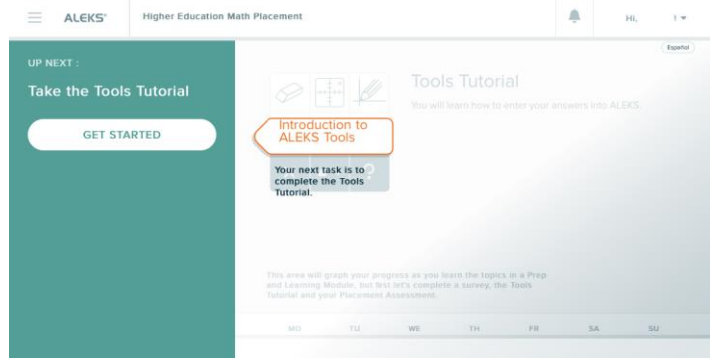 ALEKS®
Higher Education Math Placement
Hi, !
Español
UP NEXT :
Take the Tools Tutorial
GET STARTED
Tools Tutorial
You will learn how to enter your answers into ALEKS.
Introduction to
ALEKS Tools
?
Your next task is to
complete the Tools
Tutorial.
This area will graph your progress as you learn the topics in a Prep
and Learning Module, but first let's complete a survey, the Tools
Tutorial and your Placement Assessment.
MO TU WE TH FR SA SU